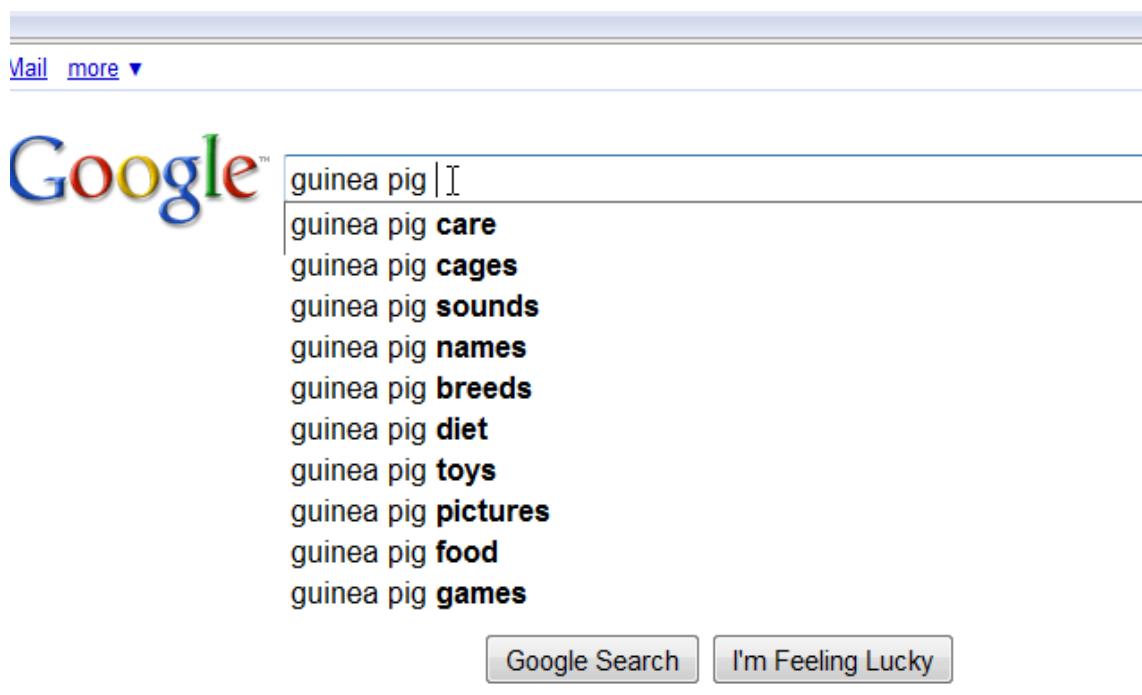 Mail more ▼
Google™
guinea pig
guinea pig care
guinea pig cages
guinea pig sounds
guinea pig names
guinea pig breeds
guinea pig diet
guinea pig toys
guinea pig pictures
guinea pig food
guinea pig games
Google Search I'm Feeling Lucky